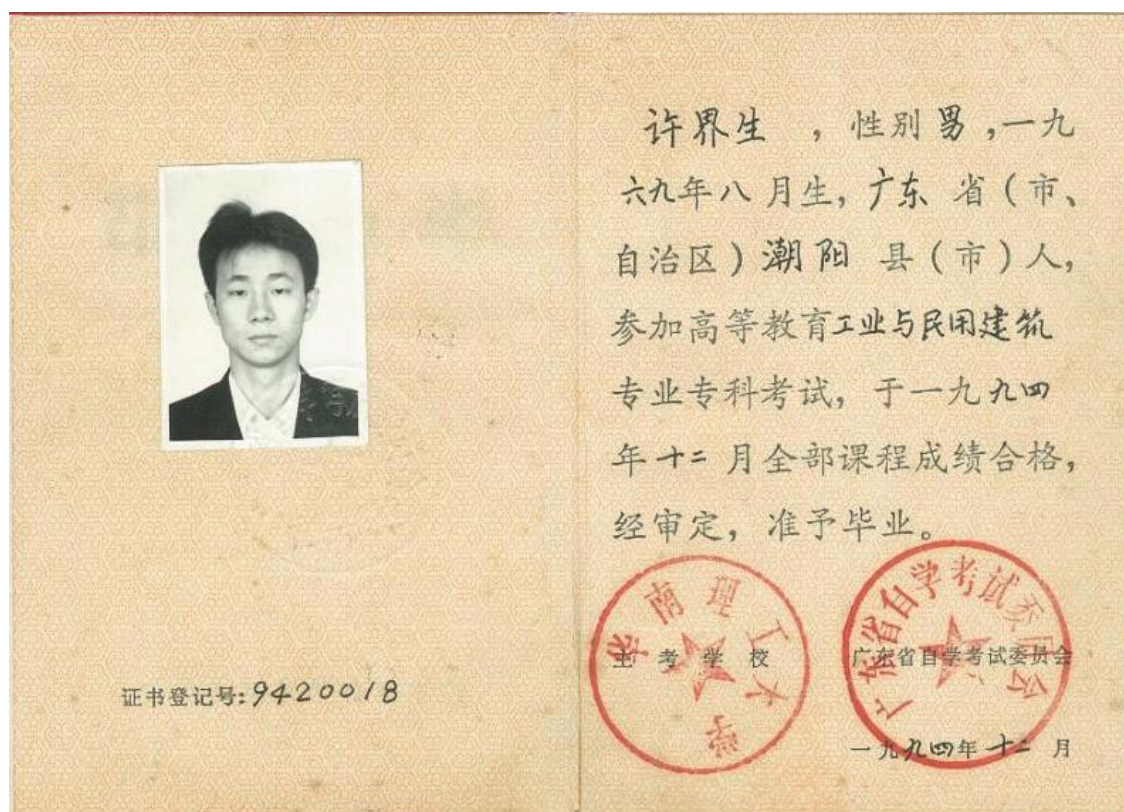 证书登记号:9420018
许界生 ,性别男,一九
六九年八月生,广东 省(市、
自治区)潮阳 县(市)人,
参加高等教育工业与民用建筑
专业专科考试,于一九九四
年十二月全部课程成绩合格,
经审定,准予毕业。
华南理工大学
主考学校
广东省自学考试委员会
广东省自学考试委员会
一九九四年十二月